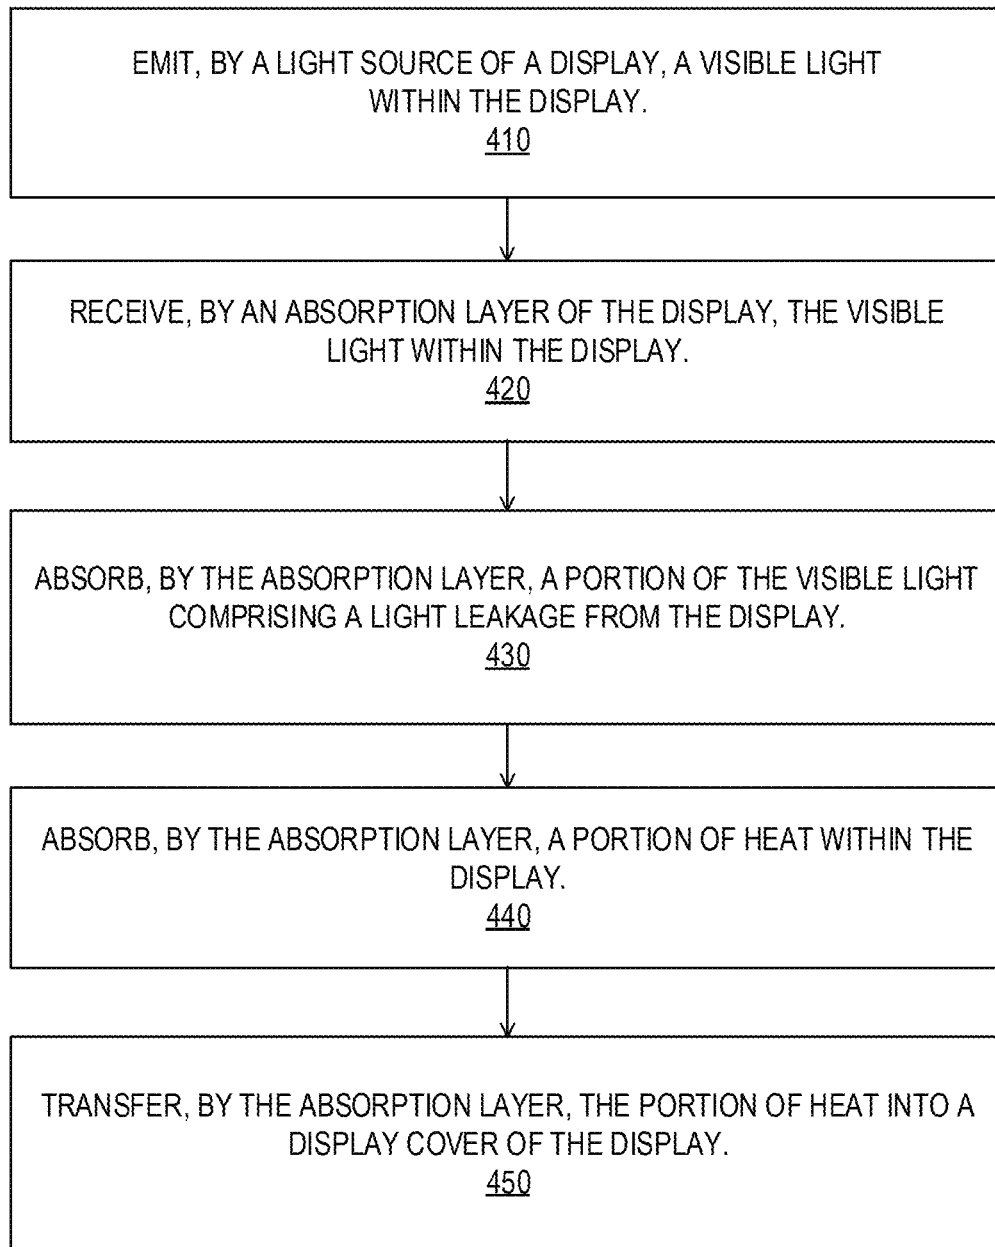 EMIT, BY A LIGHT SOURCE OF A DISPLAY, A VISIBLE LIGHT
WITHIN THE DISPLAY.
410
RECEIVE, BY AN ABSORPTION LAYER OF THE DISPLAY, THE VISIBLE
LIGHT WITHIN THE DISPLAY.
420
ABSORB, BY THE ABSORPTION LAYER, A PORTION OF THE VISIBLE LIGHT
COMPRISING A LIGHT LEAKAGE FROM THE DISPLAY.
430
ABSORB, BY THE ABSORPTION LAYER, A PORTION OF HEAT WITHIN THE
DISPLAY.
440
TRANSFER, BY THE ABSORPTION LAYER, THE PORTION OF HEAT INTO A
DISPLAY COVER OF THE DISPLAY.
450